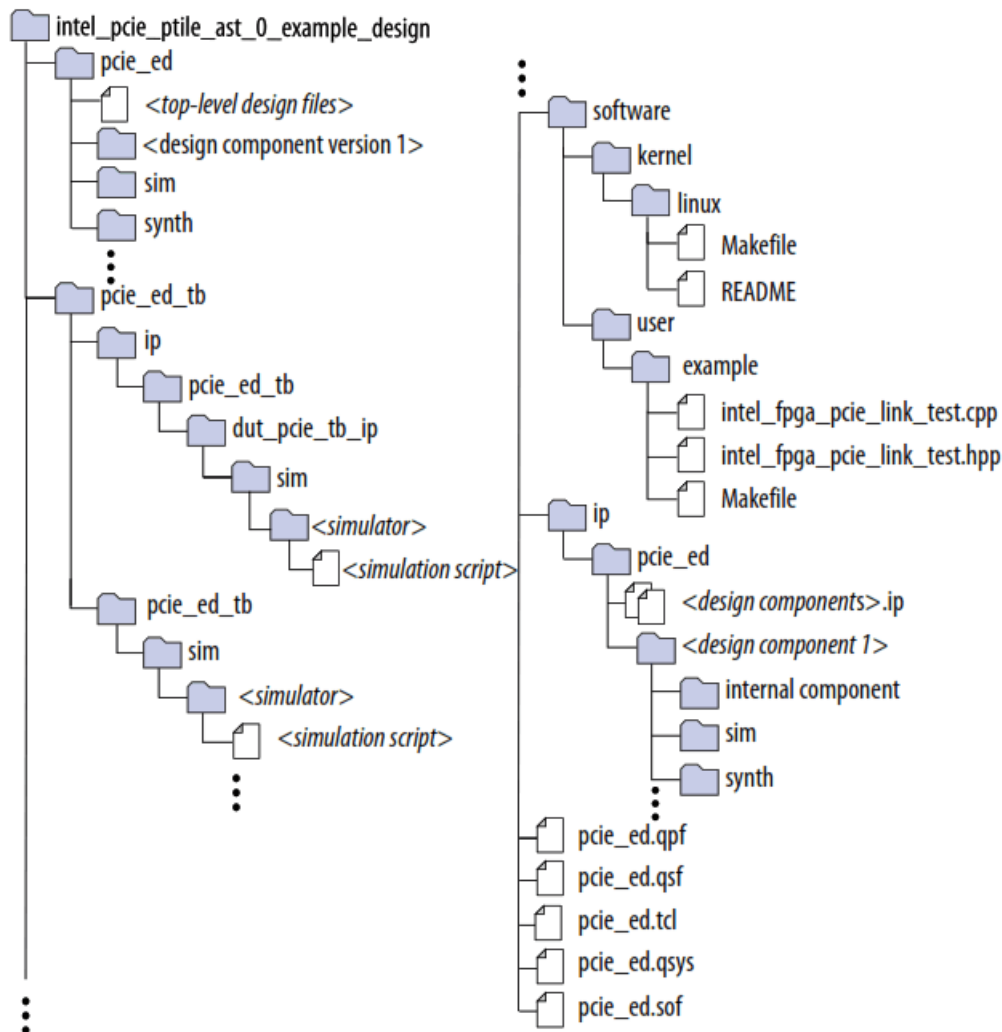 intel_pcie_ptile_ast_0_example_design
pcie_ed
<top-level design files>
<design component version 1>
sim
synth
pcie_ed_tb
ip
pcie_ed_tb
dut_pcie_tb_ip
sim
<simulator>
<simulation script>
pcie_ed_tb
sim
<simulator>
<simulation script>
software
kernel
linux
Makefile
README
user
example
intel_fpga_pcie_link_test.cpp
intel_fpga_pcie_link_test.hpp
Makefile
ip
pcie_ed
<design components>.ip
<design component 1>
internal component
sim
synth
pcie_ed.qpf
pcie_ed.qsf
pcie_ed.tcl
pcie_ed.qsys
pcie_ed.sof